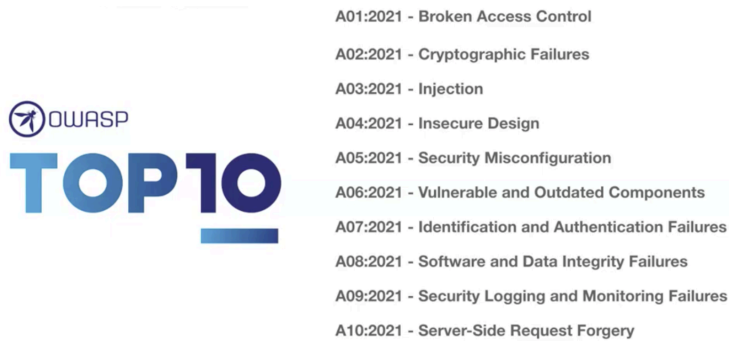 OWASP
TOP10
A01:2021 - Broken Access Control
A02:2021 - Cryptographic Failures
A03:2021 - Injection
A04:2021 - Insecure Design
A05:2021 - Security Misconfiguration
A06:2021 - Vulnerable and Outdated Components
A07:2021 - Identification and Authentication Failures
A08:2021 - Software and Data Integrity Failures
A09:2021 - Security Logging and Monitoring Failures
A10:2021 - Server-Side Request Forgery